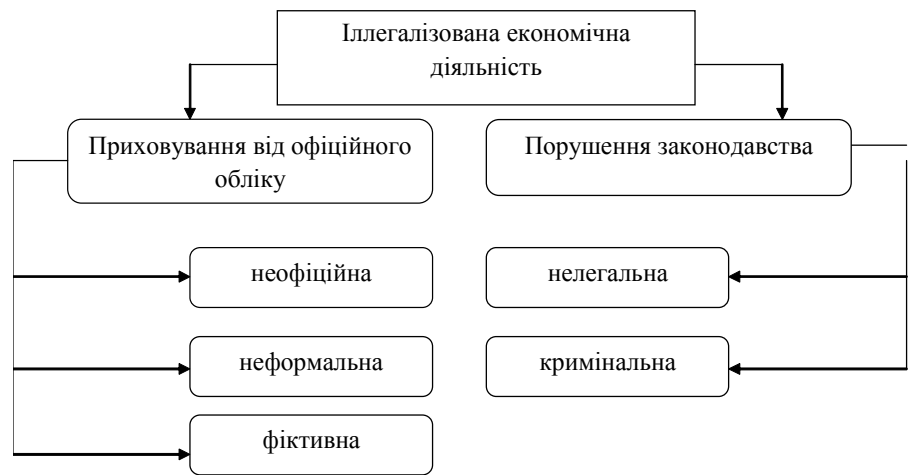 Іллегалізована економічна
діяльність
Приховування від офіційного
обліку
Порушення законодавства
неофіційна
нелегальна
неформальна
кримінальна
фіктивна